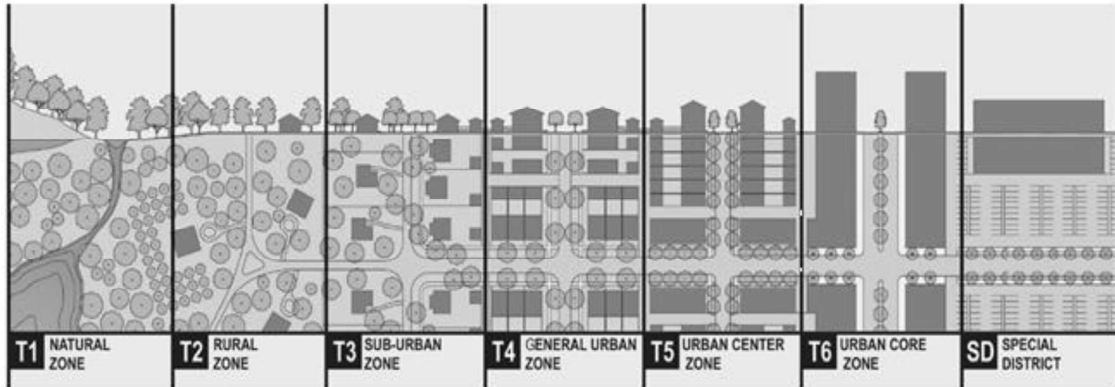 T1 NATURAL
ZONE
T2 RURAL
ZONE
T3 SUB-URBAN
ZONE
T4 GENERAL URBAN
ZONE
T5 URBAN CENTER
ZONE
T6 URBAN CORE
ZONE
SD SPECIAL
DISTRICT